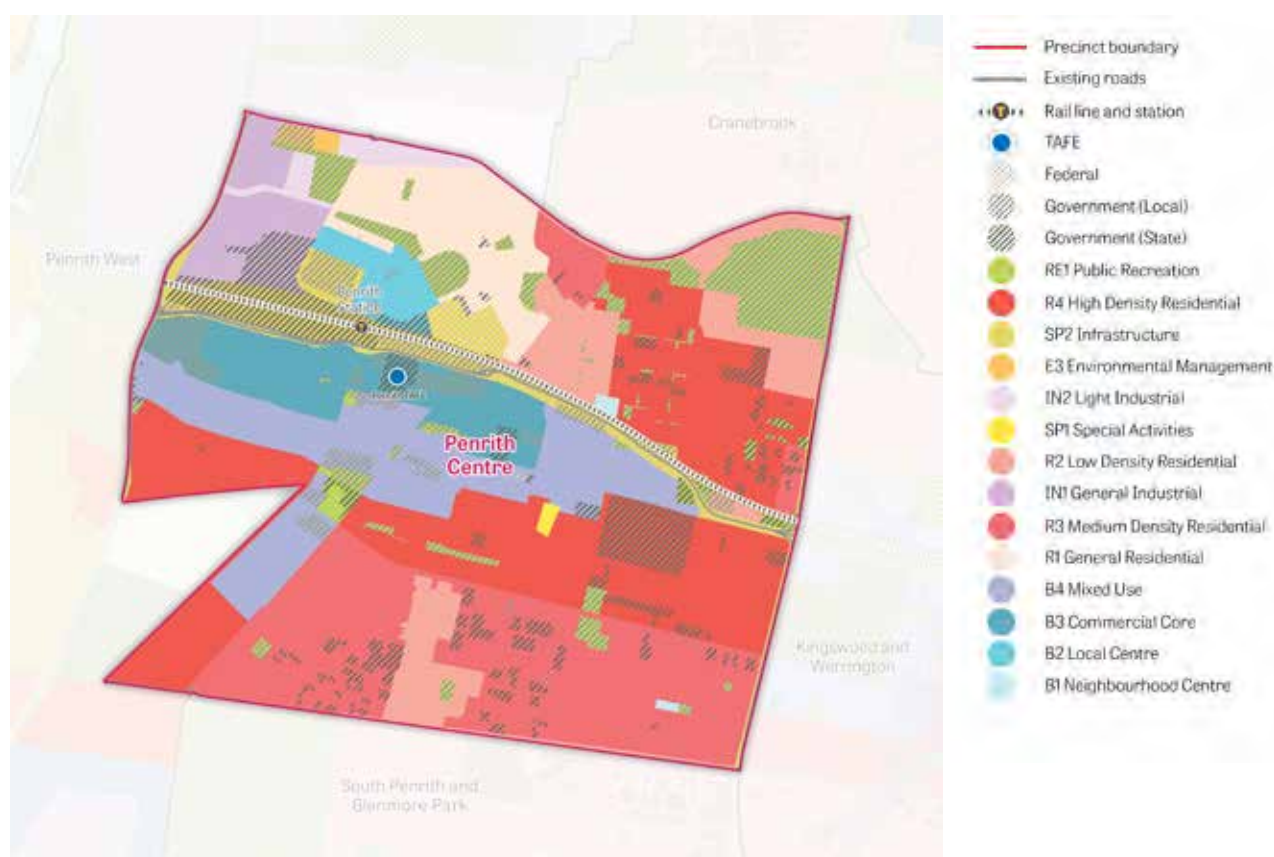 Cranebrook
Penrith West
Penrith
Station
Penrith
Centre
Kingswood and
Werrington
South Penrith and
Glenmore Park
Precinct boundary
Existing roads
T
Rail line and station
TAFE
Federal
Government (Local)
Government (State)
RE1 Public Recreation
R4 High Density Residential
SP2 Infrastructure
E3 Environmental Management
IN2 Light Industrial
SP1 Special Activities
R2 Low Density Residential
IN1 General Industrial
R3 Medium Density Residential
R1 General Residential
B4 Mixed Use
B3 Commercial Core
B2 Local Centre
B1 Neighbourhood Centre